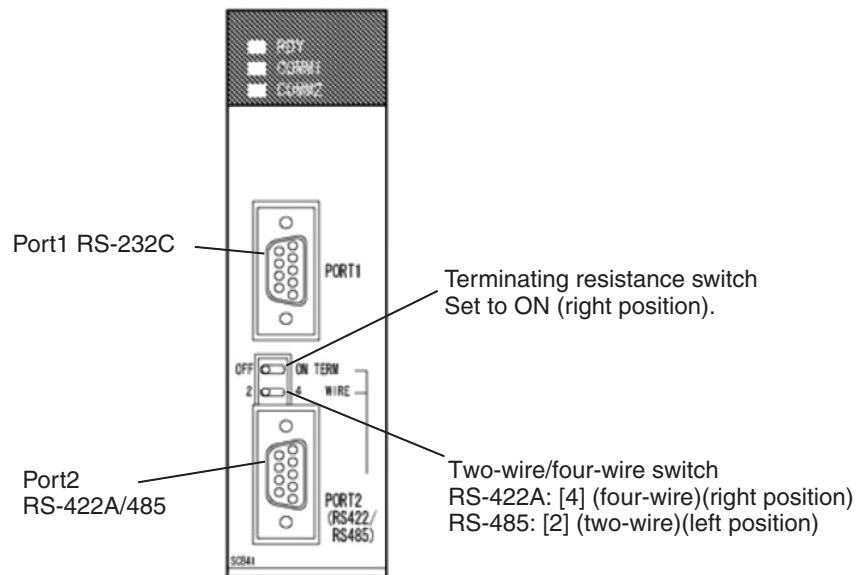 RDY
COMM1
COMM2
Port1 RS-232C
PORT1
Terminating resistance switch
Set to ON (right position).
OFF ON TERM
2 4 WIRE
Port2
RS-422A/485
PORT2
(RS422/
RS485)
Two-wire/four-wire switch
RS-422A: [4] (four-wire)(right position)
RS-485: [2] (two-wire)(left position)
SCB41